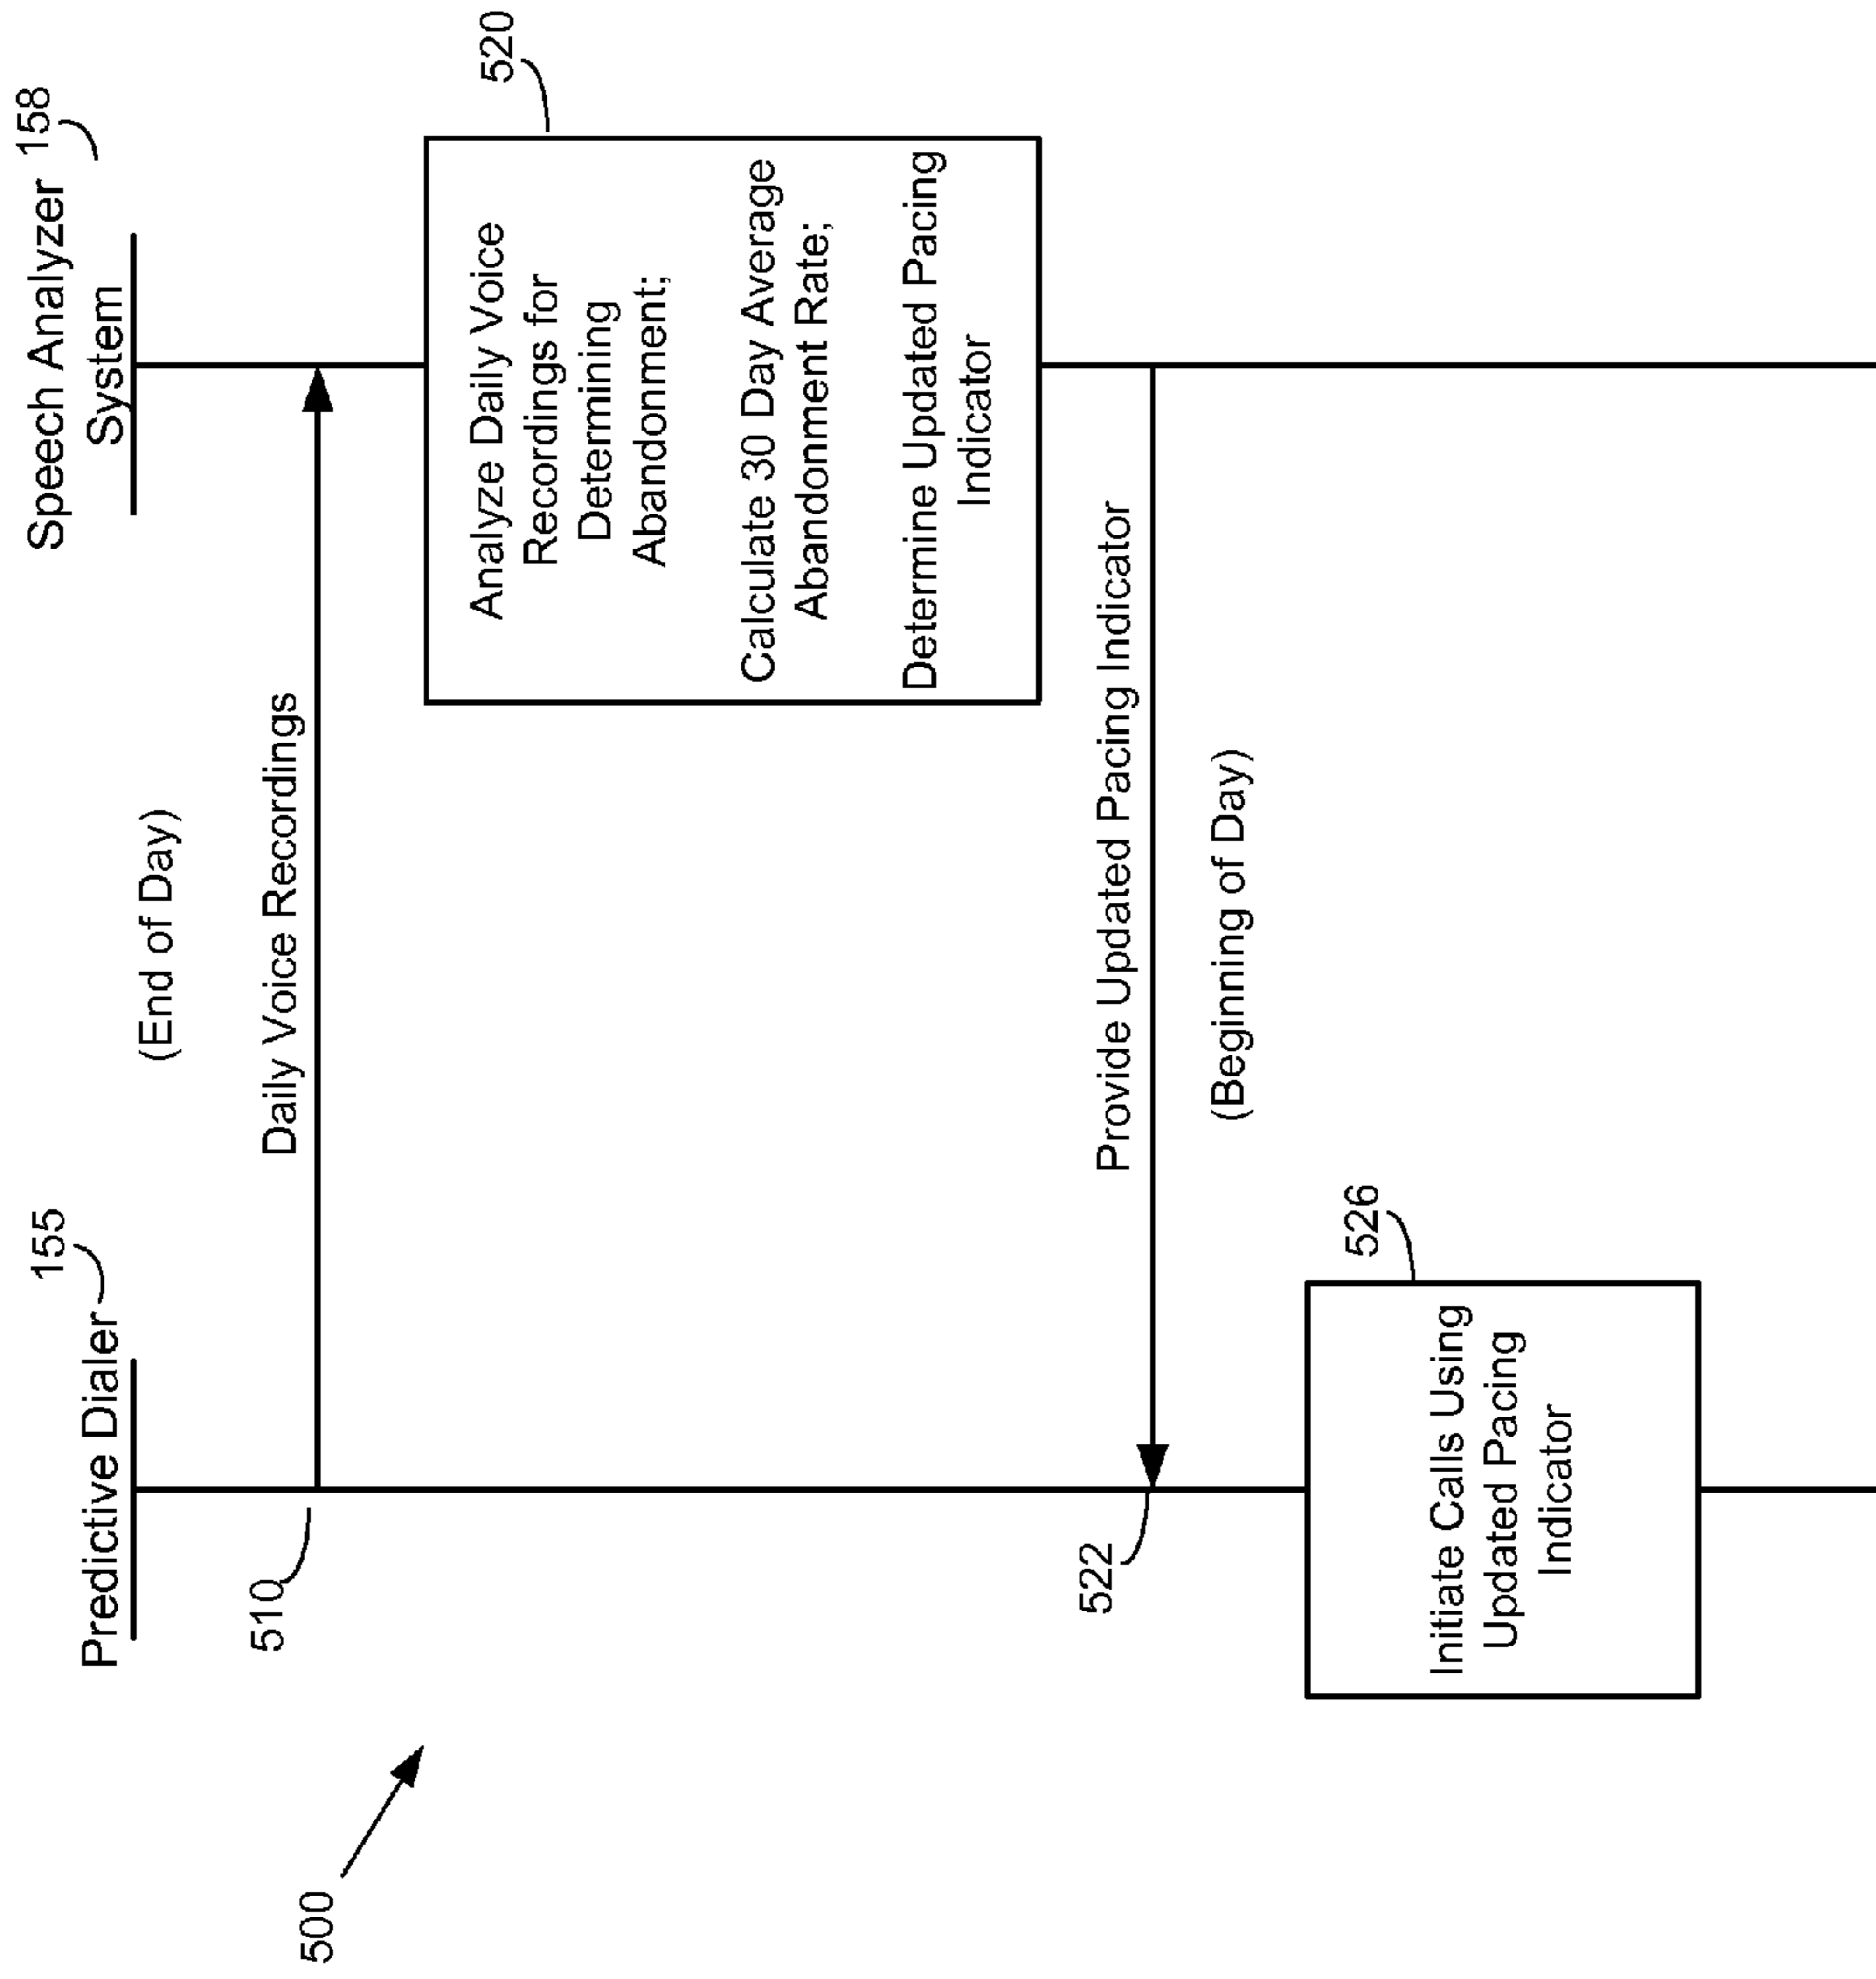 Predictive Dialer
155
Speech Analyzer
System
158
(End of Day)
Daily Voice Recordings
510
500
Analyze Daily Voice
Recordings for
Determining
Abandonment;
Calculate 30 Day Average
Abandonment Rate;
Determine Updated Pacing
Indicator
520
Provide Updated Pacing Indicator
522
(Beginning of Day)
Initiate Calls Using
Updated Pacing
Indicator
526